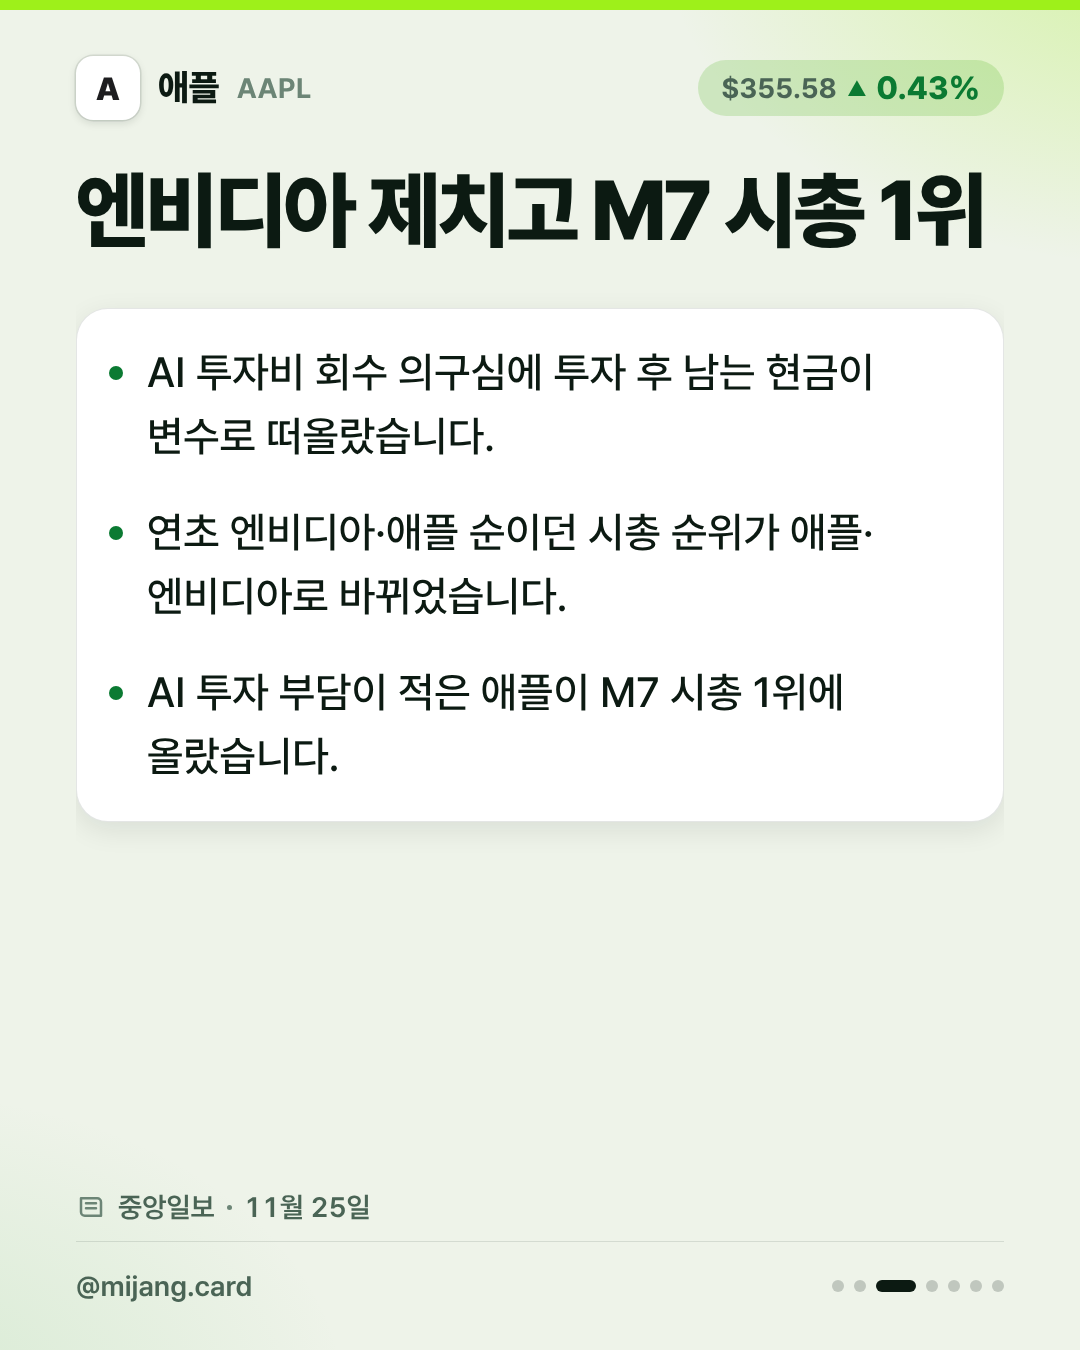 A 애플 AAPL $355.58 ▲ 0.43%
엔비디아 제치고 M7 시총 1위
• AI 투자비 회수 의구심에 투자 후 남는 현금이
변수로 떠올랐습니다.
• 연초 엔비디아·애플 순이던 시총 순위가 애플·
엔비디아로 바뀌었습니다.
• AI 투자 부담이 적은 애플이 M7 시총 1위에
올랐습니다.
중앙일보 · 11월 25일
@mijang.card